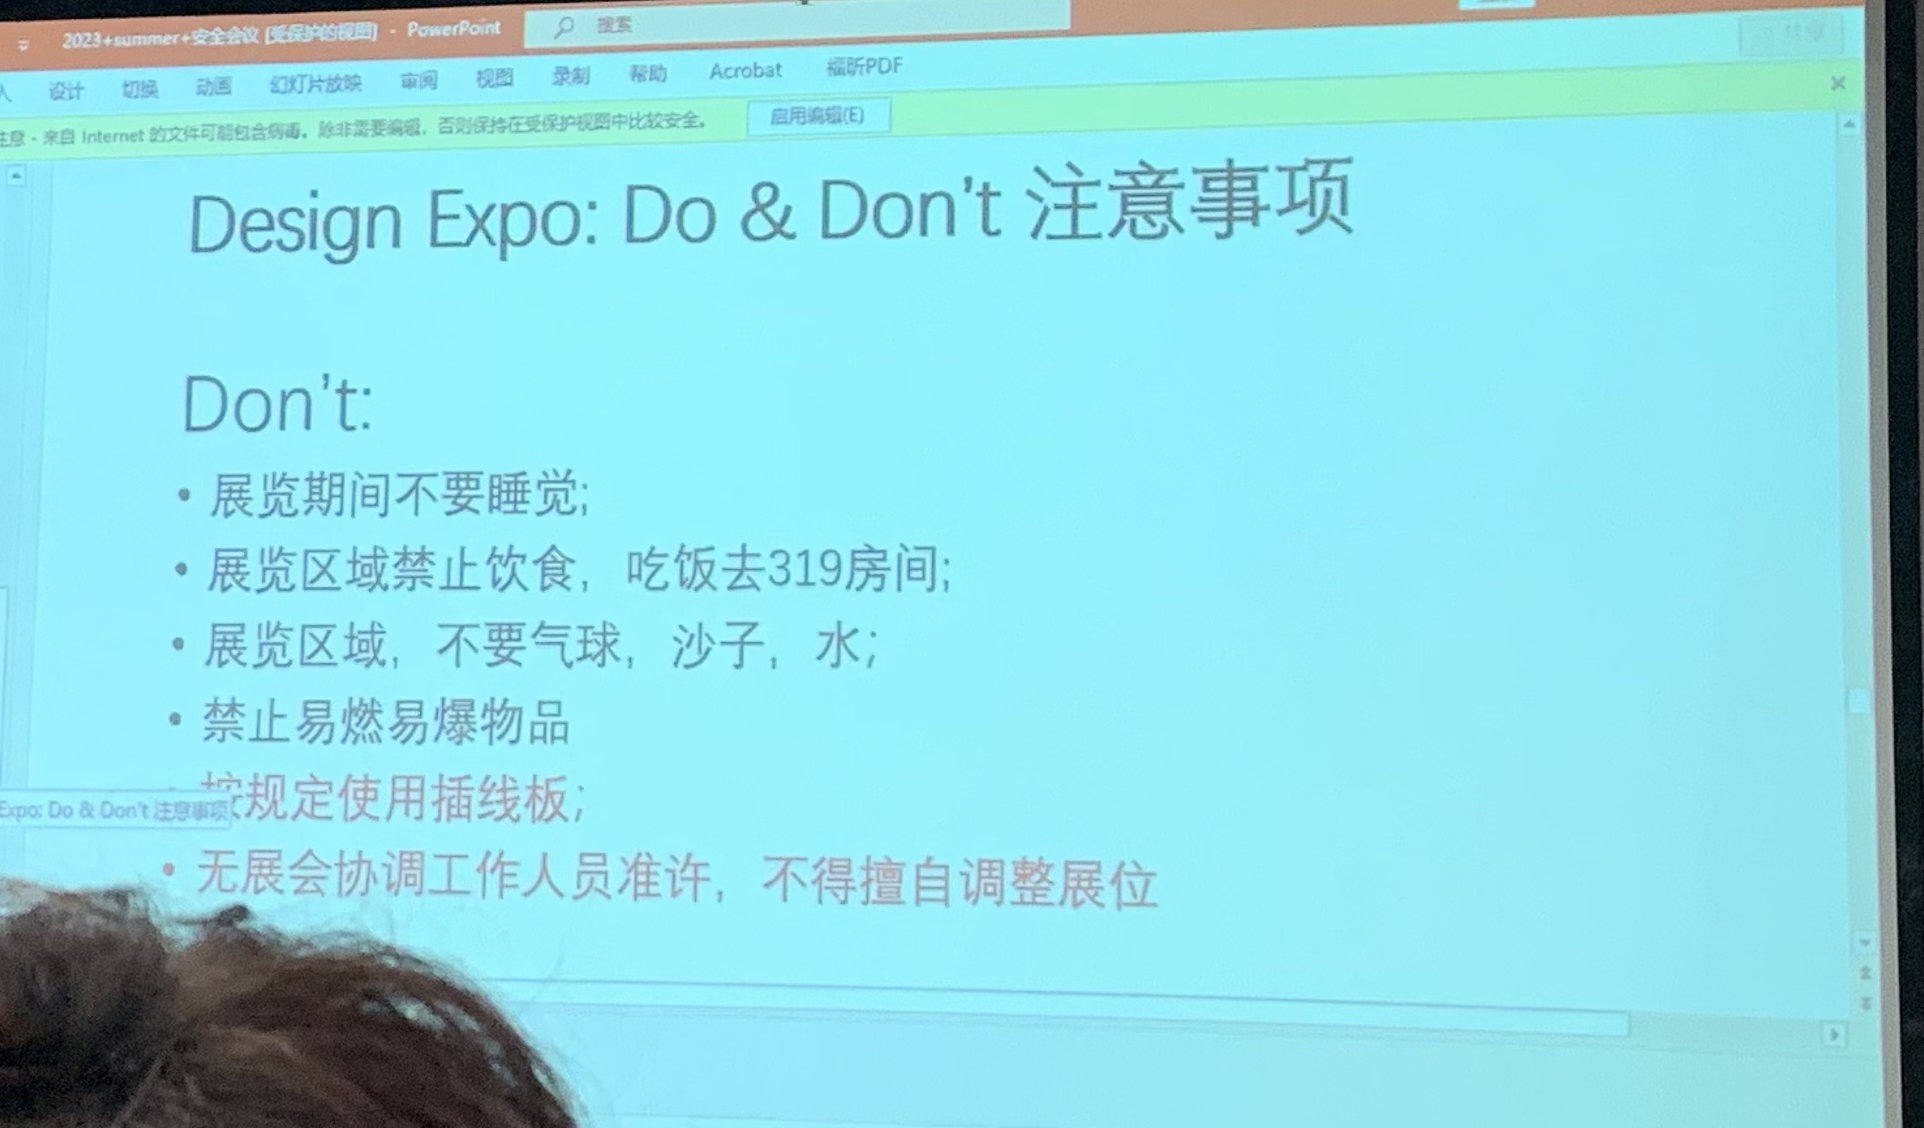 2023+summer+安全会议 [受保护的视图] - PowerPoint 搜索
设计 切换 动画 幻灯片放映 审阅 视图 录制 帮助 Acrobat 福昕PDF
注意 - 来自 Internet 的文件可能包含病毒。除非需要编辑，否则保持在受保护视图中比较安全。 启用编辑(E)
Design Expo: Do & Don't 注意事项
Don't:
• 展览期间不要睡觉;
• 展览区域禁止饮食，吃饭去319房间;
• 展览区域，不要气球，沙子，水;
• 禁止易燃易爆物品
按规定使用插线板;
Expo: Do & Don't 注意事项
• 无展会协调工作人员准许，不得擅自调整展位